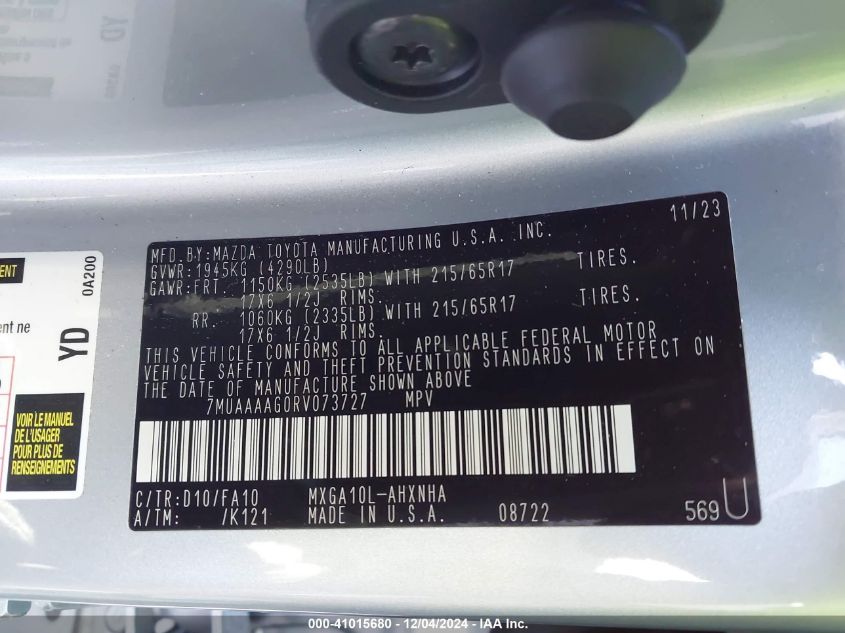 11/23
MFD. BY:MAZDA TOYOTA MANUFACTURING U.S.A. INC.
GVWR:1945KG (4290LB)
GAWR:FRT. 1150KG (2535LB) WITH 215/65R17 TIRES.
17X6 1/2J RIMS.
RR. 1060KG (2335LB) WITH 215/65R17 TIRES.
17X6 1/2J RIMS.
THIS VEHICLE CONFORMS TO ALL APPLICABLE FEDERAL MOTOR
VEHICLE SAFETY AND THEFT PREVENTION STANDARDS IN EFFECT ON
THE DATE OF MANUFACTURE SHOWN ABOVE
7MUAAAAG0RV073727 MPV
C/TR:D10/FA10 MXGA10L-AHXNHA
A/TM: /K121 MADE IN U.S.A. 08722 569 U
0A200
YD
ent ne
VOIR LE MANUEL
DE L'USAGER
POUR PLUS DE
RENSEIGNEMENTS
000-41015680 - 12/04/2024 - IAA Inc.